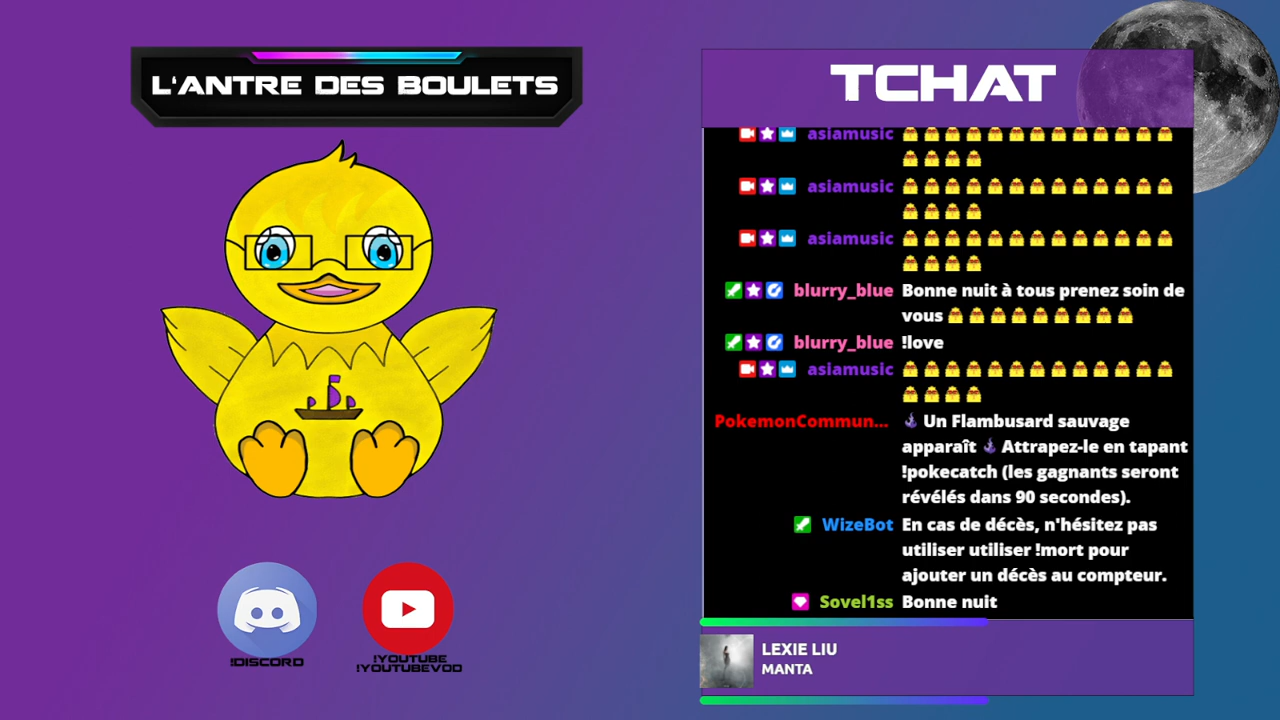 L'ANTRE DES BOULETS
!DISCORD
!YOUTUBE
!YOUTUBEVOD
TCHAT
asiamusic
asiamusic
asiamusic
blurry_blue Bonne nuit à tous prenez soin de
vous
blurry_blue !love
asiamusic
PokemonCommun... Un Flambusard sauvage
apparaît Attrapez-le en tapant
!pokecatch (les gagnants seront
révélés dans 90 secondes).
WizeBot En cas de décès, n'hésitez pas
utiliser utiliser !mort pour
ajouter un décès au compteur.
Sovel1ss Bonne nuit
LEXIE LIU
MANTA